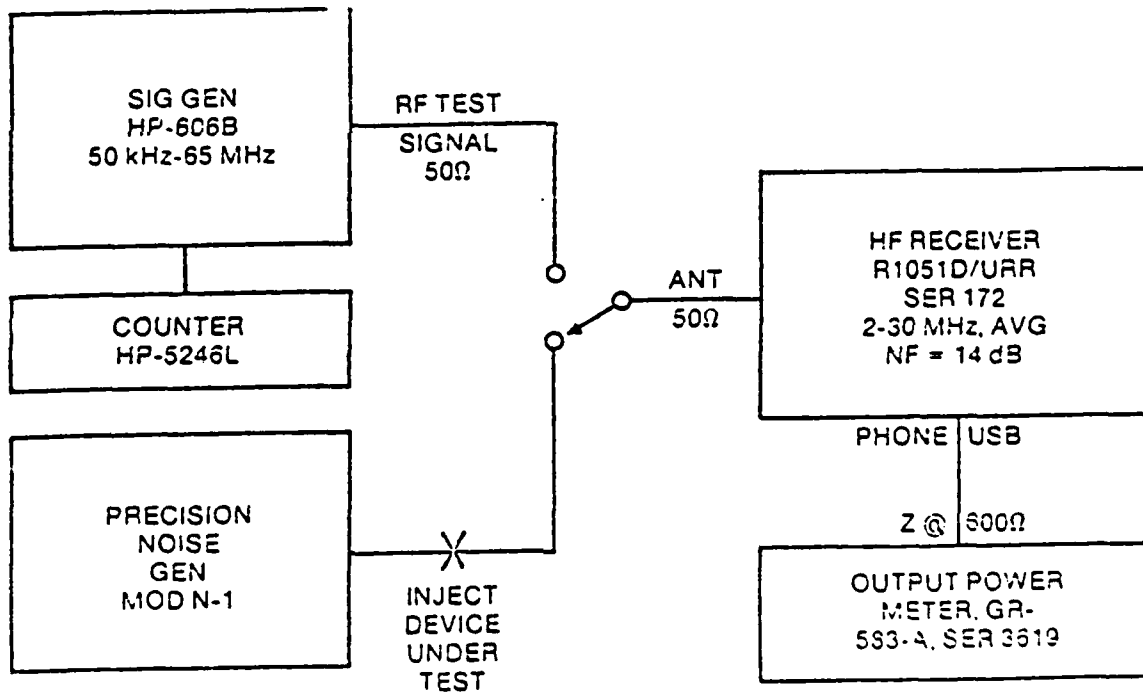 SIG GEN
HP-606B
50 kHz-65 MHz
RF TEST
SIGNAL
50Ω
COUNTER
HP-5246L
PRECISION
NOISE
GEN
MOD N-1
INJECT
DEVICE
UNDER
TEST
ANT
50Ω
HF RECEIVER
R1051D/URR
SER 172
2-30 MHz, AVG
NF = 14 dB
PHONE USB
Z @ 600Ω
OUTPUT POWER
METER, GR-
583-A, SER 3619